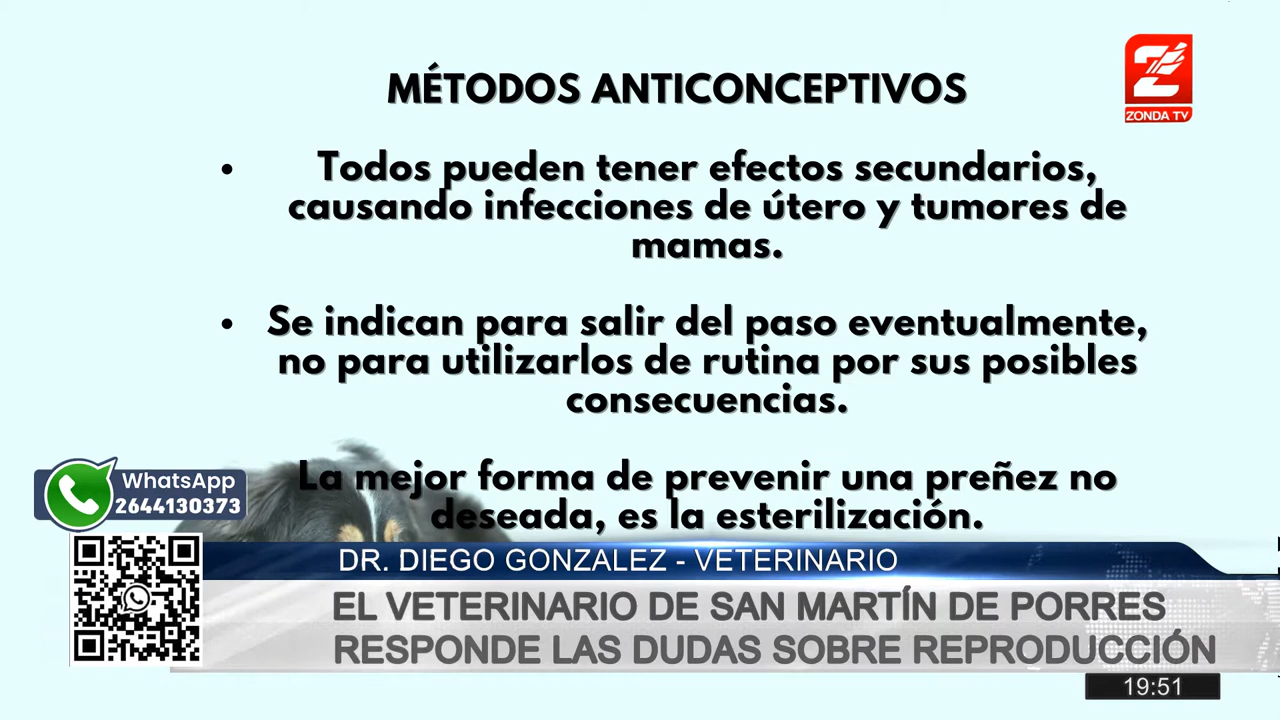 MÉTODOS ANTICONCEPTIVOS
ZONDA TV
• Todos pueden tener efectos secundarios,
causando infecciones de útero y tumores de
mamas.
• Se indican para salir del paso eventualmente,
no para utilizarlos de rutina por sus posibles
consecuencias.
La mejor forma de prevenir una preñez no
deseada, es la esterilización.
WhatsApp
2644130373
DR. DIEGO GONZALEZ - VETERINARIO
EL VETERINARIO DE SAN MARTÍN DE PORRES
RESPONDE LAS DUDAS SOBRE REPRODUCCIÓN
19:51